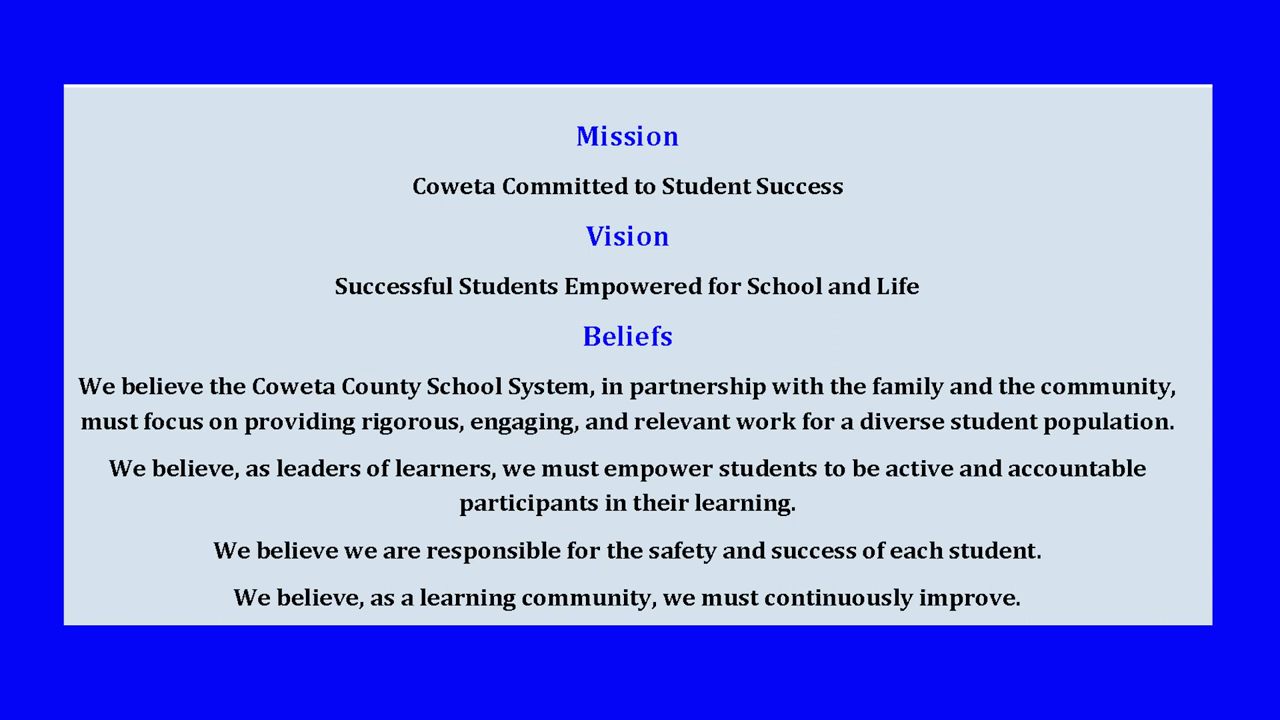 Mission
Coweta Committed to Student Success
Vision
Successful Students Empowered for School and Life
Beliefs
We believe the Coweta County School System, in partnership with the family and the community,
must focus on providing rigorous, engaging, and relevant work for a diverse student population.
We believe, as leaders of learners, we must empower students to be active and accountable
participants in their learning.
We believe we are responsible for the safety and success of each student.
We believe, as a learning community, we must continuously improve.